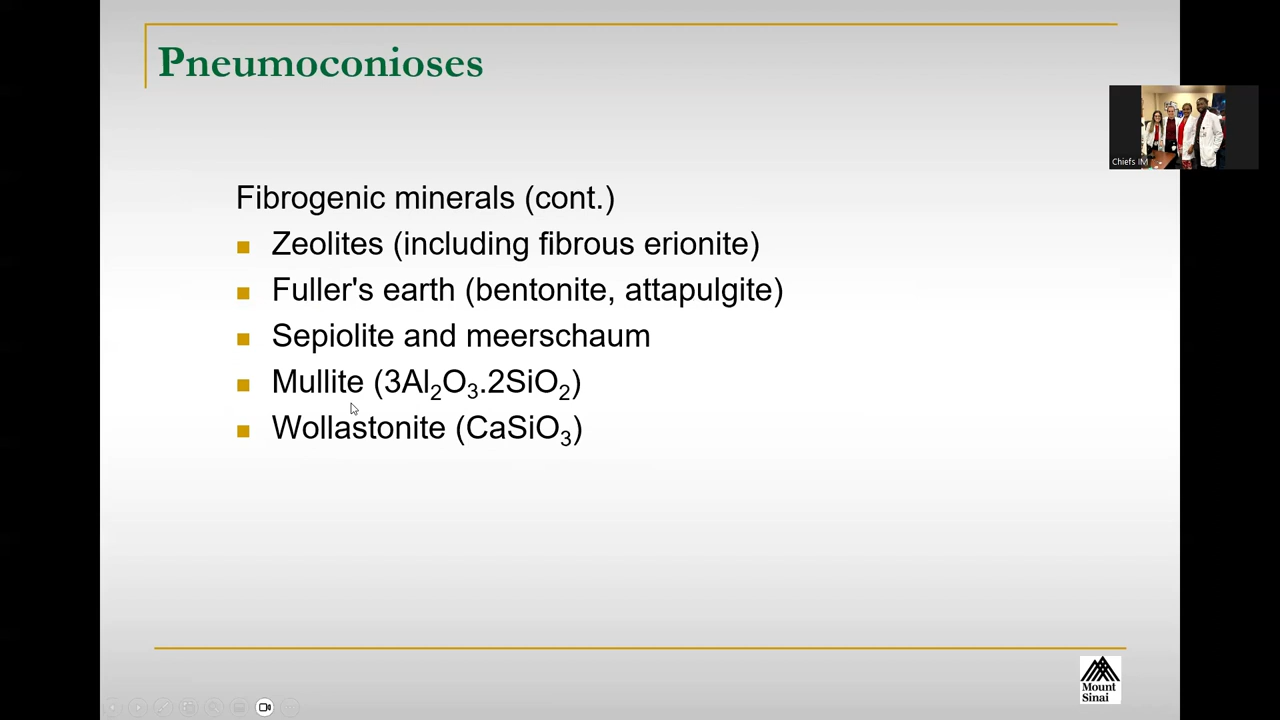 Pneumoconioses
Chiefs IM
Fibrogenic minerals (cont.)
Zeolites (including fibrous erionite)
Fuller's earth (bentonite, attapulgite)
Sepiolite and meerschaum
Mullite (3Al₂O₃.2SiO₂)
Wollastonite (CaSiO₃)
Mount
Sinai